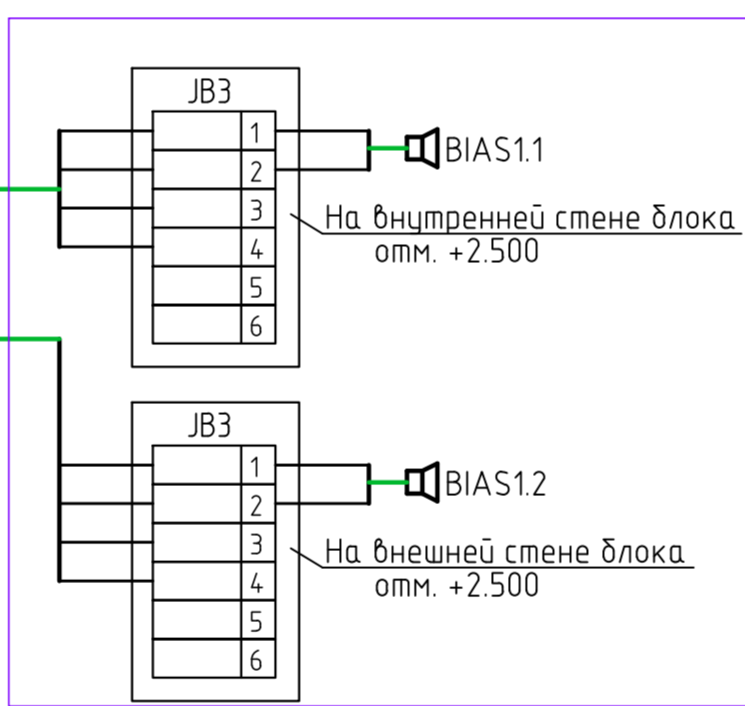 JB3
1
2
3
4
5
6
BIAS1.1
На внутренней стене блока
отм. +2.500
JB3
1
2
3
4
5
6
BIAS1.2
На внешней стене блока
отм. +2.500